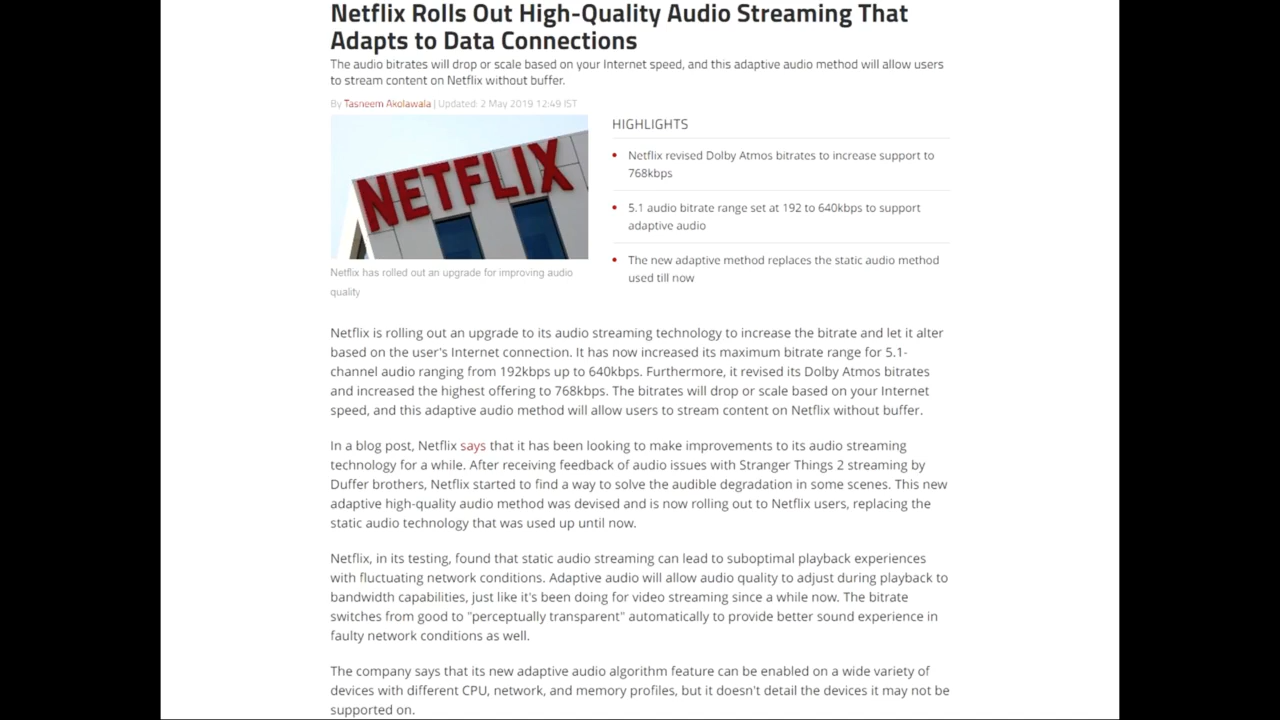 Netflix Rolls Out High-Quality Audio Streaming That
Adapts to Data Connections
The audio bitrates will drop or scale based on your Internet speed, and this adaptive audio method will allow users
to stream content on Netflix without buffer.
By Tasneem Akolawala | Updated: 2 May 2019 12:49 IST
NETFLIX
Netflix has rolled out an upgrade for improving audio
quality
HIGHLIGHTS
• Netflix revised Dolby Atmos bitrates to increase support to
768kbps
• 5.1 audio bitrate range set at 192 to 640kbps to support
adaptive audio
• The new adaptive method replaces the static audio method
used till now
Netflix is rolling out an upgrade to its audio streaming technology to increase the bitrate and let it alter
based on the user's Internet connection. It has now increased its maximum bitrate range for 5.1-
channel audio ranging from 192kbps up to 640kbps. Furthermore, it revised its Dolby Atmos bitrates
and increased the highest offering to 768kbps. The bitrates will drop or scale based on your Internet
speed, and this adaptive audio method will allow users to stream content on Netflix without buffer.
In a blog post, Netflix says that it has been looking to make improvements to its audio streaming
technology for a while. After receiving feedback of audio issues with Stranger Things 2 streaming by
Duffer brothers, Netflix started to find a way to solve the audible degradation in some scenes. This new
adaptive high-quality audio method was devised and is now rolling out to Netflix users, replacing the
static audio technology that was used up until now.
Netflix, in its testing, found that static audio streaming can lead to suboptimal playback experiences
with fluctuating network conditions. Adaptive audio will allow audio quality to adjust during playback to
bandwidth capabilities, just like it's been doing for video streaming since a while now. The bitrate
switches from good to "perceptually transparent" automatically to provide better sound experience in
faulty network conditions as well.
The company says that its new adaptive audio algorithm feature can be enabled on a wide variety of
devices with different CPU, network, and memory profiles, but it doesn't detail the devices it may not be
supported on.